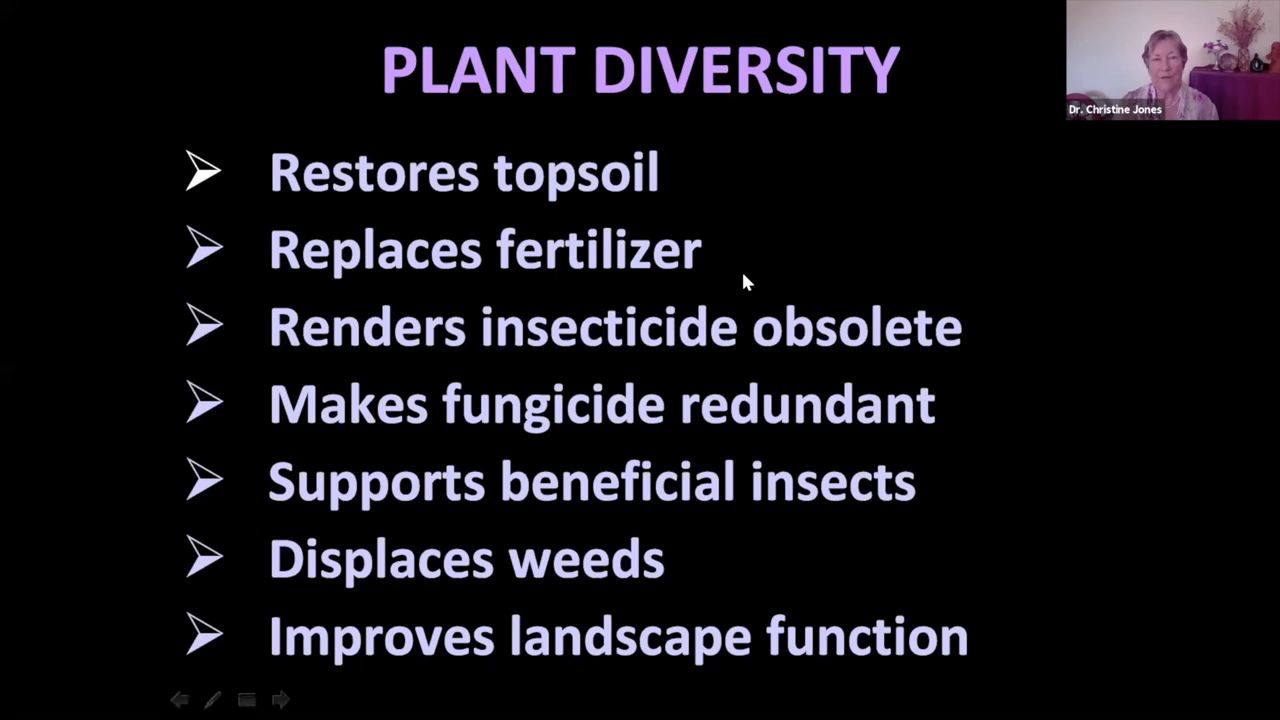 PLANT DIVERSITY
Dr. Christine Jones
Restores topsoil
Replaces fertilizer
Renders insecticide obsolete
Makes fungicide redundant
Supports beneficial insects
Displaces weeds
Improves landscape function